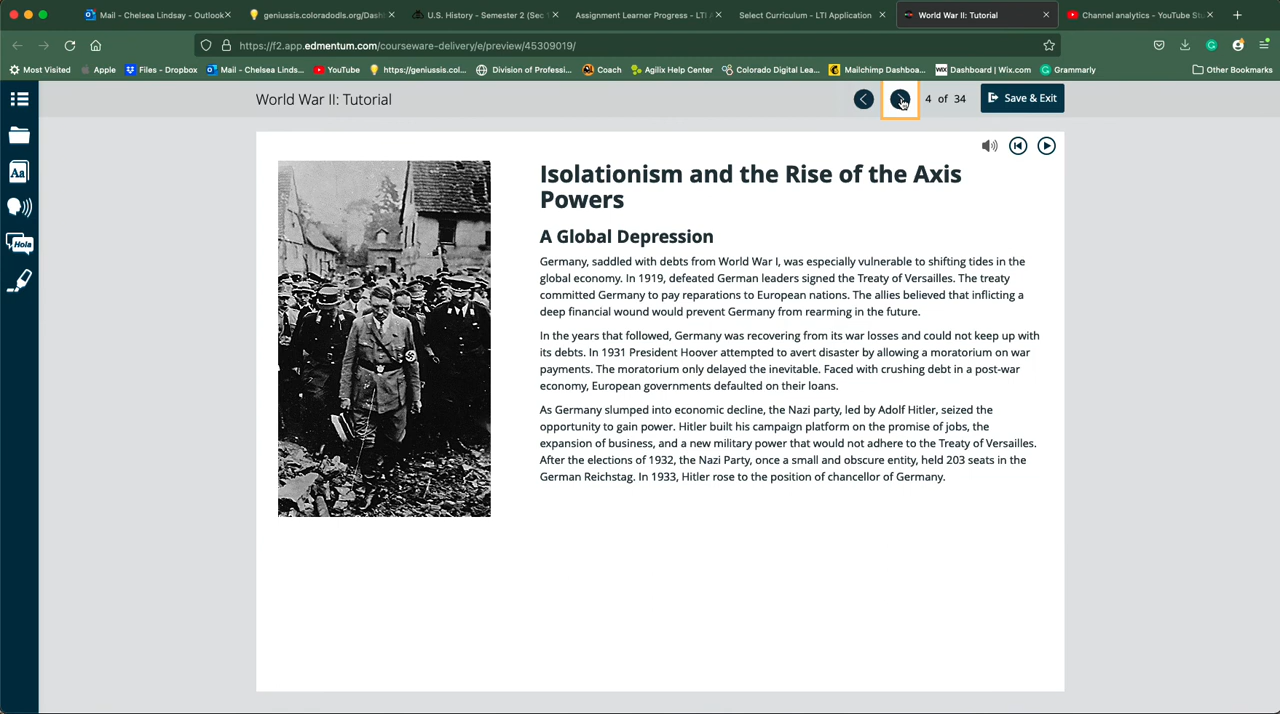 Mail - Chelsea Lindsay - Outlook
geniussis.coloradodls.org/Dash
U.S. History - Semester 2 (Sec
Assignment Learner Progress - LTI A
Select Curriculum - LTI Application
World War II: Tutorial
Channel analytics - YouTube St
https://f2.app.edmentum.com/courseware-delivery/e/preview/45309019/
Most Visited
Apple
Files - Dropbox
Mail - Chelsea Linds...
YouTube
https://geniussis.col...
Division of Professi...
Coach
Agilix Help Center
Colorado Digital Lea...
Mailchimp Dashboa...
Dashboard | Wix.com
Grammarly
Other Bookmarks
World War II: Tutorial
4 of 34
Save & Exit
Aa
Hola
Isolationism and the Rise of the Axis
Powers
A Global Depression
Germany, saddled with debts from World War I, was especially vulnerable to shifting tides in the
global economy. In 1919, defeated German leaders signed the Treaty of Versailles. The treaty
committed Germany to pay reparations to European nations. The allies believed that inflicting a
deep financial wound would prevent Germany from rearming in the future.
In the years that followed, Germany was recovering from its war losses and could not keep up with
its debts. In 1931 President Hoover attempted to avert disaster by allowing a moratorium on war
payments. The moratorium only delayed the inevitable. Faced with crushing debt in a post-war
economy, European governments defaulted on their loans.
As Germany slumped into economic decline, the Nazi party, led by Adolf Hitler, seized the
opportunity to gain power. Hitler built his campaign platform on the promise of jobs, the
expansion of business, and a new military power that would not adhere to the Treaty of Versailles.
After the elections of 1932, the Nazi Party, once a small and obscure entity, held 203 seats in the
German Reichstag. In 1933, Hitler rose to the position of chancellor of Germany.